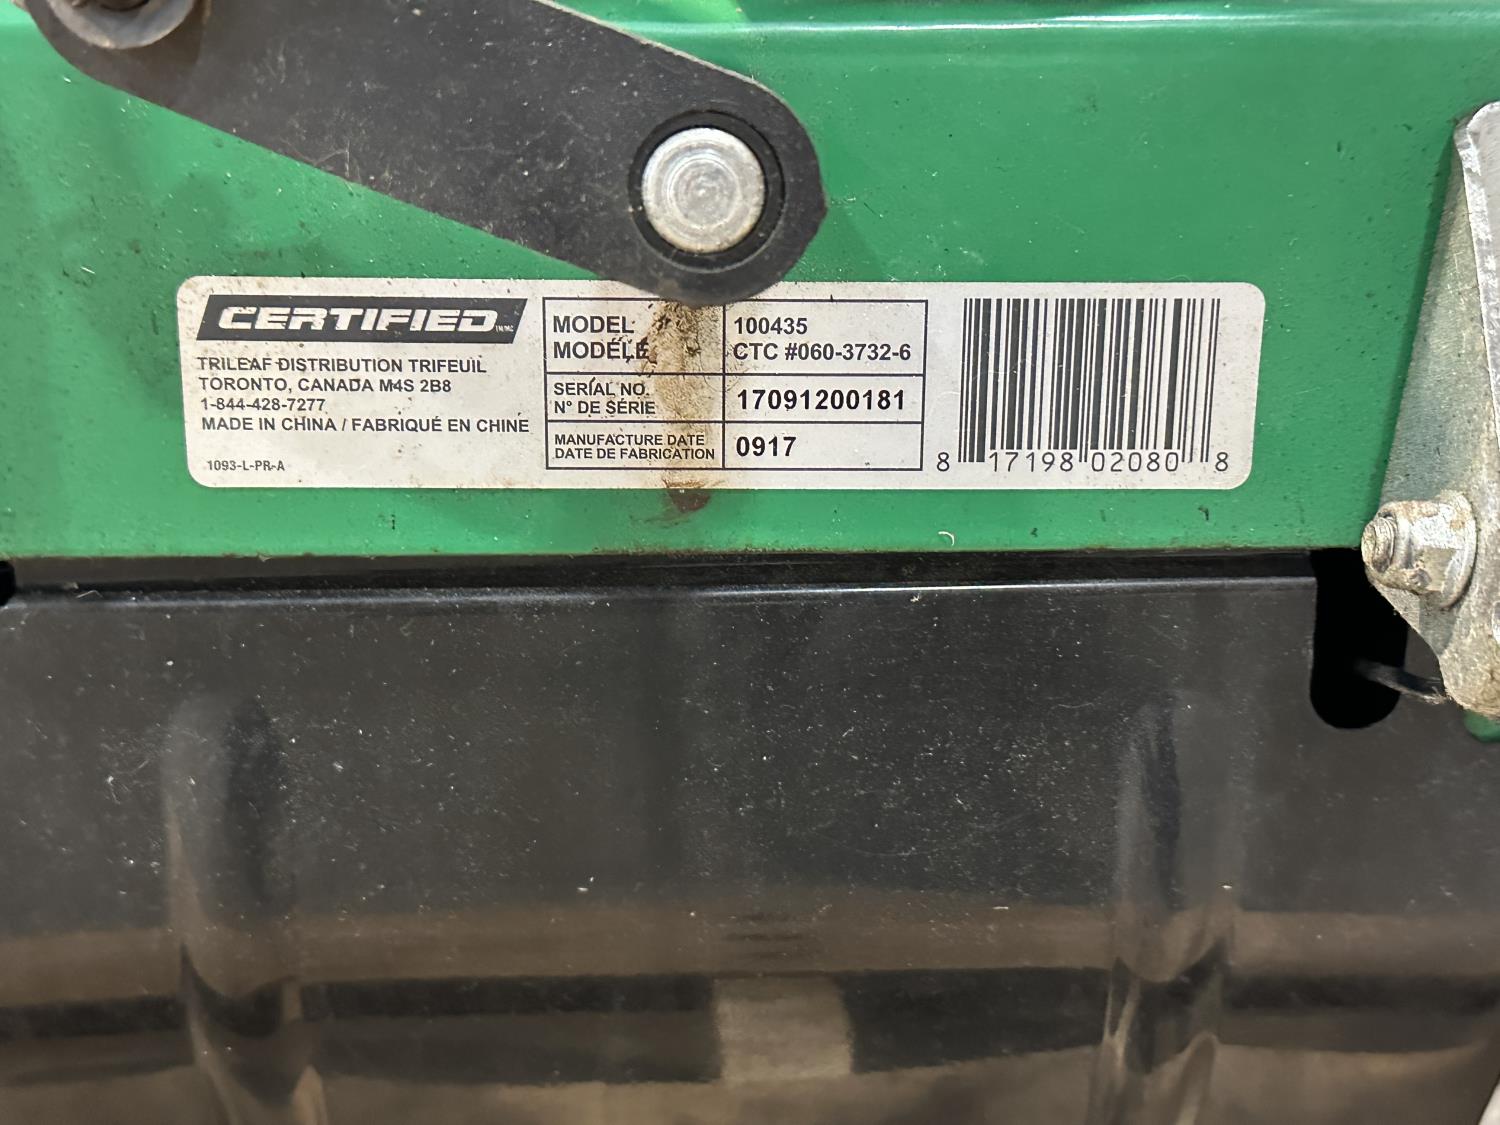 CERTIFIED
TRILEAF DISTRIBUTION TRIFEUIL
TORONTO, CANADA M4S 2B8
1-844-428-7277
MADE IN CHINA / FABRIQUÉ EN CHINE
1093-L-PR-A
MODEL
MODÈLE
100435
CTC #060-3732-6
SERIAL NO.
N° DE SÉRIE
17091200181
MANUFACTURE DATE
DATE DE FABRICATION
0917
8 17198 02080 8